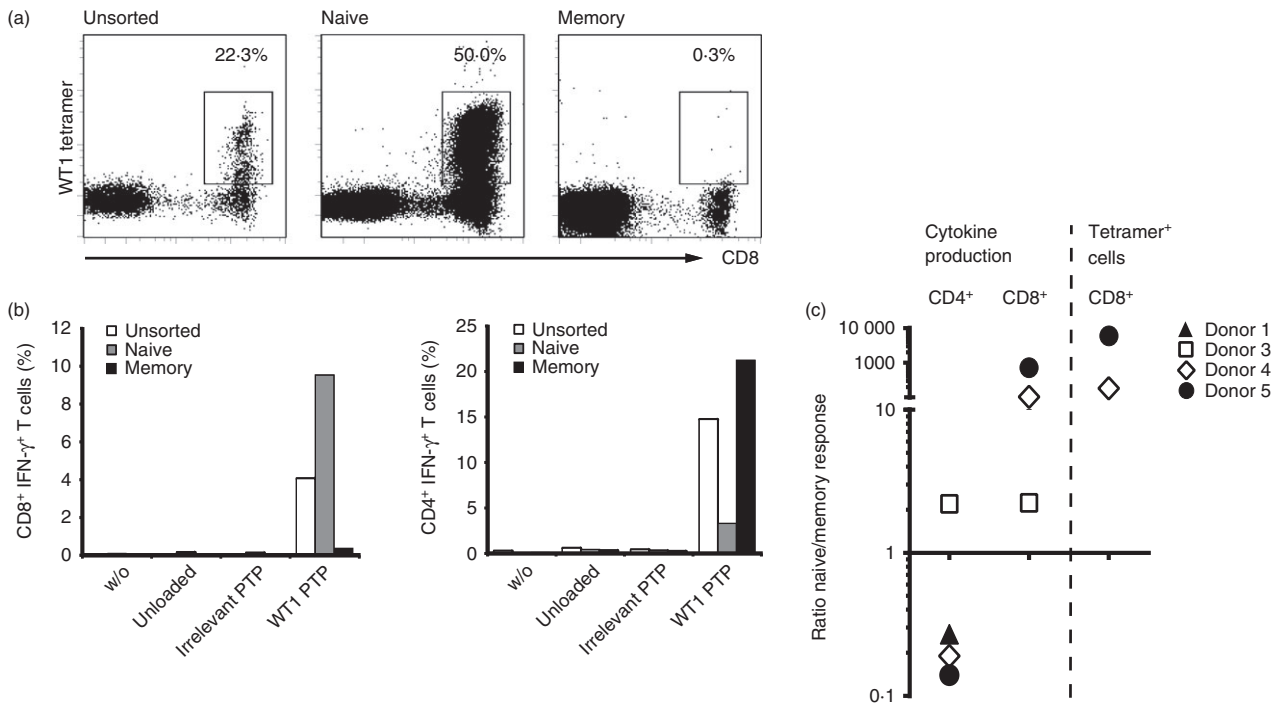 (a)
Unsorted
Naive
Memory
WT1 tetramer
22·3%
50·0%
0·3%
CD8
(b)
CD8⁺ IFN-γ⁺ T cells (%)
12
10
8
6
4
2
0
Unsorted
Naive
Memory
w/o
Unloaded
Irrelevant PTP
WT1 PTP
CD4⁺ IFN-γ⁺ T cells (%)
25
20
15
10
5
0
Unsorted
Naive
Memory
w/o
Unloaded
Irrelevant PTP
WT1 PTP
(c)
Cytokine
production
Tetramer⁺
cells
CD4⁺
CD8⁺
CD8⁺
Ratio naive/memory response
10 000
1000
10
1
0·1
Donor 1
Donor 3
Donor 4
Donor 5